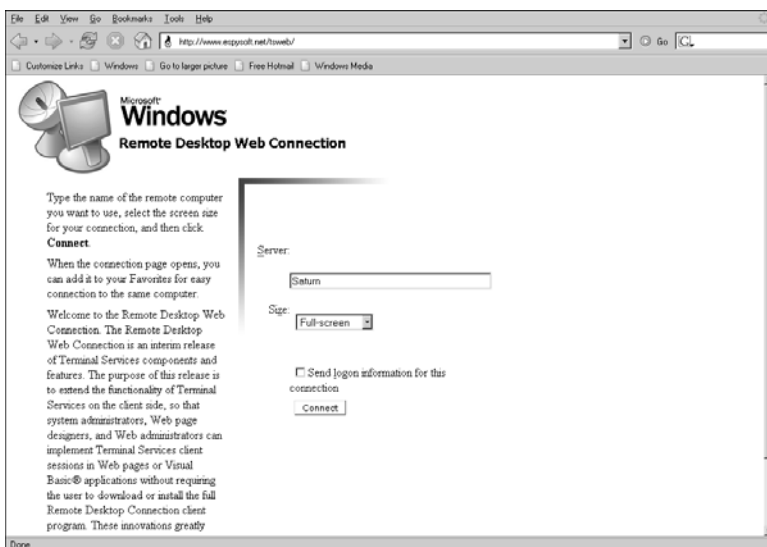 File Edit View Go Bookmarks Tools Help
http://www.espysoft.net/tsweb/
Go
Customize Links Windows Go to larger picture Free Hotmail Windows Media
Microsoft
Windows
Remote Desktop Web Connection
Type the name of the remote computer
you want to use, select the screen size
for your connection, and then click
Connect.
When the connection page opens, you
can add it to your Favorites for easy
connection to the same computer.
Welcome to the Remote Desktop Web
Connection. The Remote Desktop
Web Connection is an interim release
of Terminal Services components and
features. The purpose of this release is
to extend the functionality of Terminal
Services on the client side, so that
system administrators, Web page
designers, and Web administrators can
implement Terminal Services client
sessions in Web pages or Visual
Basic® applications without requiring
the user to download or install the full
Remote Desktop Connection client
program. These innovations greatly
Server:
Saturn
Size:
Full-screen
Send logon information for this
connection
Connect
Done